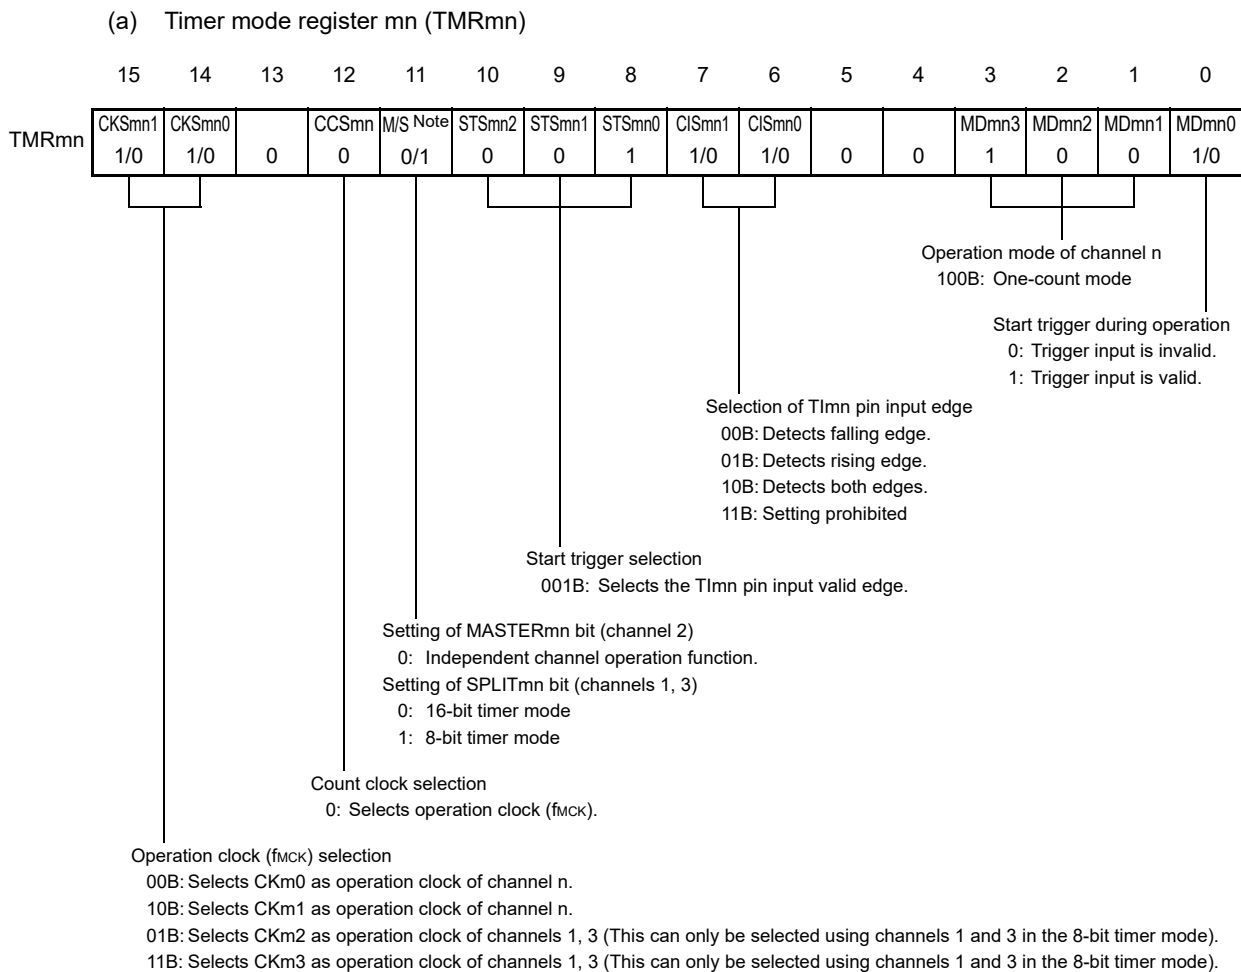 (a) Timer mode register mn (TMRmn)
15 14 13 12 11 10 9 8 7 6 5 4 3 2 1 0
TMRmn CKSmn1 CKSmn0 CCSmn M/S Note STSmn2 STSmn1 STSmn0 CISmn1 CISmn0 MDmn3 MDmn2 MDmn1 MDmn0
1/0 1/0 0 0 0/1 0 0 1 1/0 1/0 0 0 1 0 0 1/0
Operation mode of channel n
100B: One-count mode
Start trigger during operation
0: Trigger input is invalid.
1: Trigger input is valid.
Selection of TImn pin input edge
00B: Detects falling edge.
01B: Detects rising edge.
10B: Detects both edges.
11B: Setting prohibited
Start trigger selection
001B: Selects the TImn pin input valid edge.
Setting of MASTERmn bit (channel 2)
0: Independent channel operation function.
Setting of SPLITmn bit (channels 1, 3)
0: 16-bit timer mode
1: 8-bit timer mode
Count clock selection
0: Selects operation clock (fMCK).
Operation clock (fMCK) selection
00B: Selects CKm0 as operation clock of channel n.
10B: Selects CKm1 as operation clock of channel n.
01B: Selects CKm2 as operation clock of channels 1, 3 (This can only be selected using channels 1 and 3 in the 8-bit timer mode).
11B: Selects CKm3 as operation clock of channels 1, 3 (This can only be selected using channels 1 and 3 in the 8-bit timer mode).